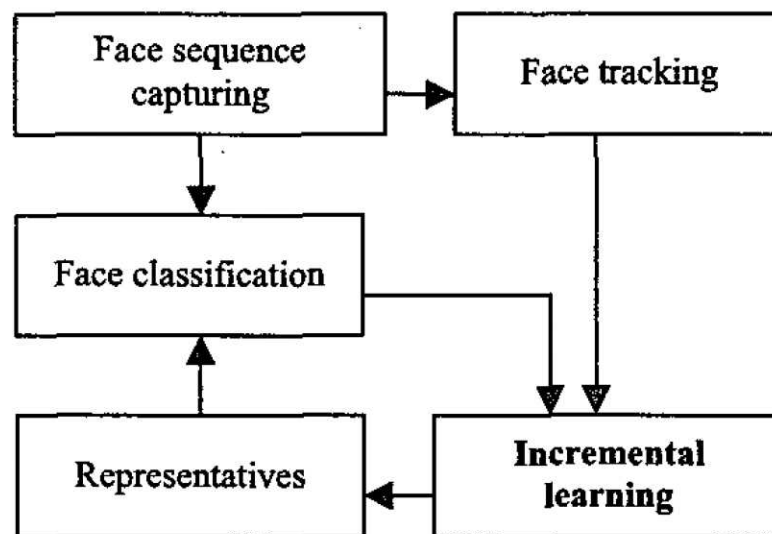 Face sequence
capturing
Face tracking
Face classification
Representatives
Incremental
learning